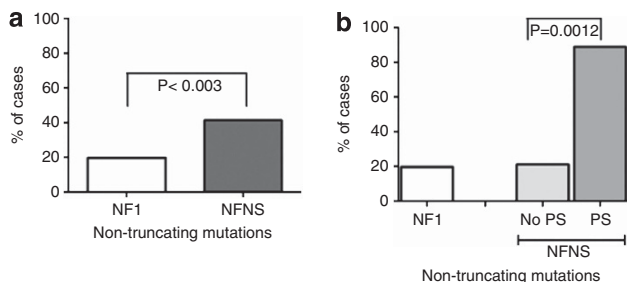 a
100
80
60
40
20
0
% of cases
P< 0.003
NF1 NFNS
Non-truncating mutations
b
100
80
60
40
20
0
% of cases
P=0.0012
NF1 No PS PS
NFNS
Non-truncating mutations